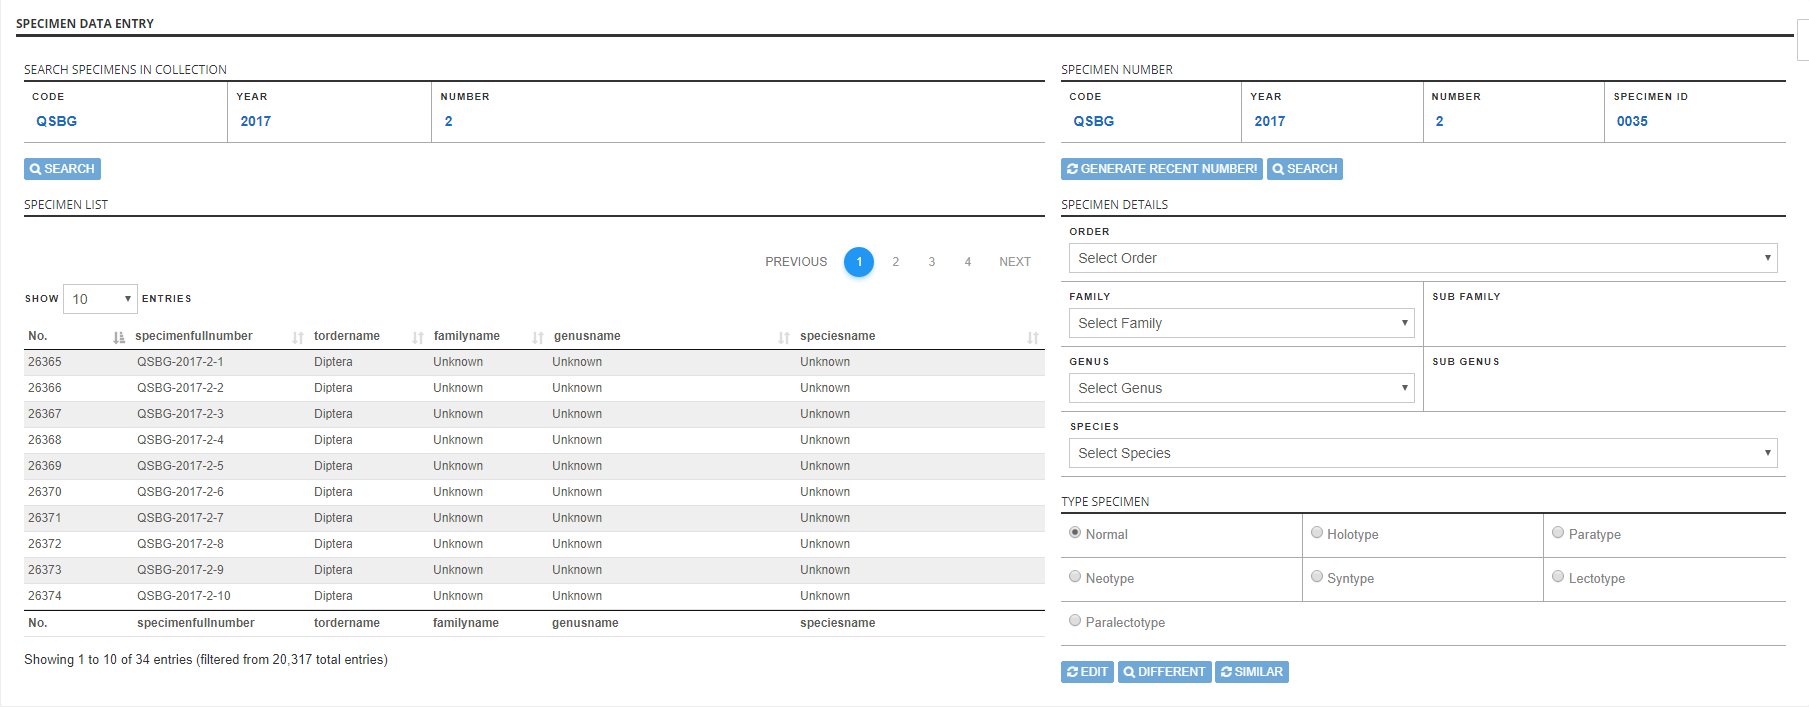 SPECIMEN DATA ENTRY
SEARCH SPECIMENS IN COLLECTION
CODE YEAR NUMBER
QSBG 2017 2
SEARCH
SPECIMEN LIST
PREVIOUS 1 2 3 4 NEXT
SHOW 10 ENTRIES
No. specimenfullnumber tordername familyname genusname speciesname
26365 QSBG-2017-2-1 Diptera Unknown Unknown Unknown
26366 QSBG-2017-2-2 Diptera Unknown Unknown Unknown
26367 QSBG-2017-2-3 Diptera Unknown Unknown Unknown
26368 QSBG-2017-2-4 Diptera Unknown Unknown Unknown
26369 QSBG-2017-2-5 Diptera Unknown Unknown Unknown
26370 QSBG-2017-2-6 Diptera Unknown Unknown Unknown
26371 QSBG-2017-2-7 Diptera Unknown Unknown Unknown
26372 QSBG-2017-2-8 Diptera Unknown Unknown Unknown
26373 QSBG-2017-2-9 Diptera Unknown Unknown Unknown
26374 QSBG-2017-2-10 Diptera Unknown Unknown Unknown
No. specimenfullnumber tordername familyname genusname speciesname
Showing 1 to 10 of 34 entries (filtered from 20,317 total entries)
SPECIMEN NUMBER
CODE YEAR NUMBER SPECIMEN ID
QSBG 2017 2 0035
GENERATE RECENT NUMBER! SEARCH
SPECIMEN DETAILS
ORDER
Select Order
FAMILY SUB FAMILY
Select Family
GENUS SUB GENUS
Select Genus
SPECIES
Select Species
TYPE SPECIMEN
Normal Holotype Paratype
Neotype Syntype Lectotype
Paralectotype
EDIT DIFFERENT SIMILAR